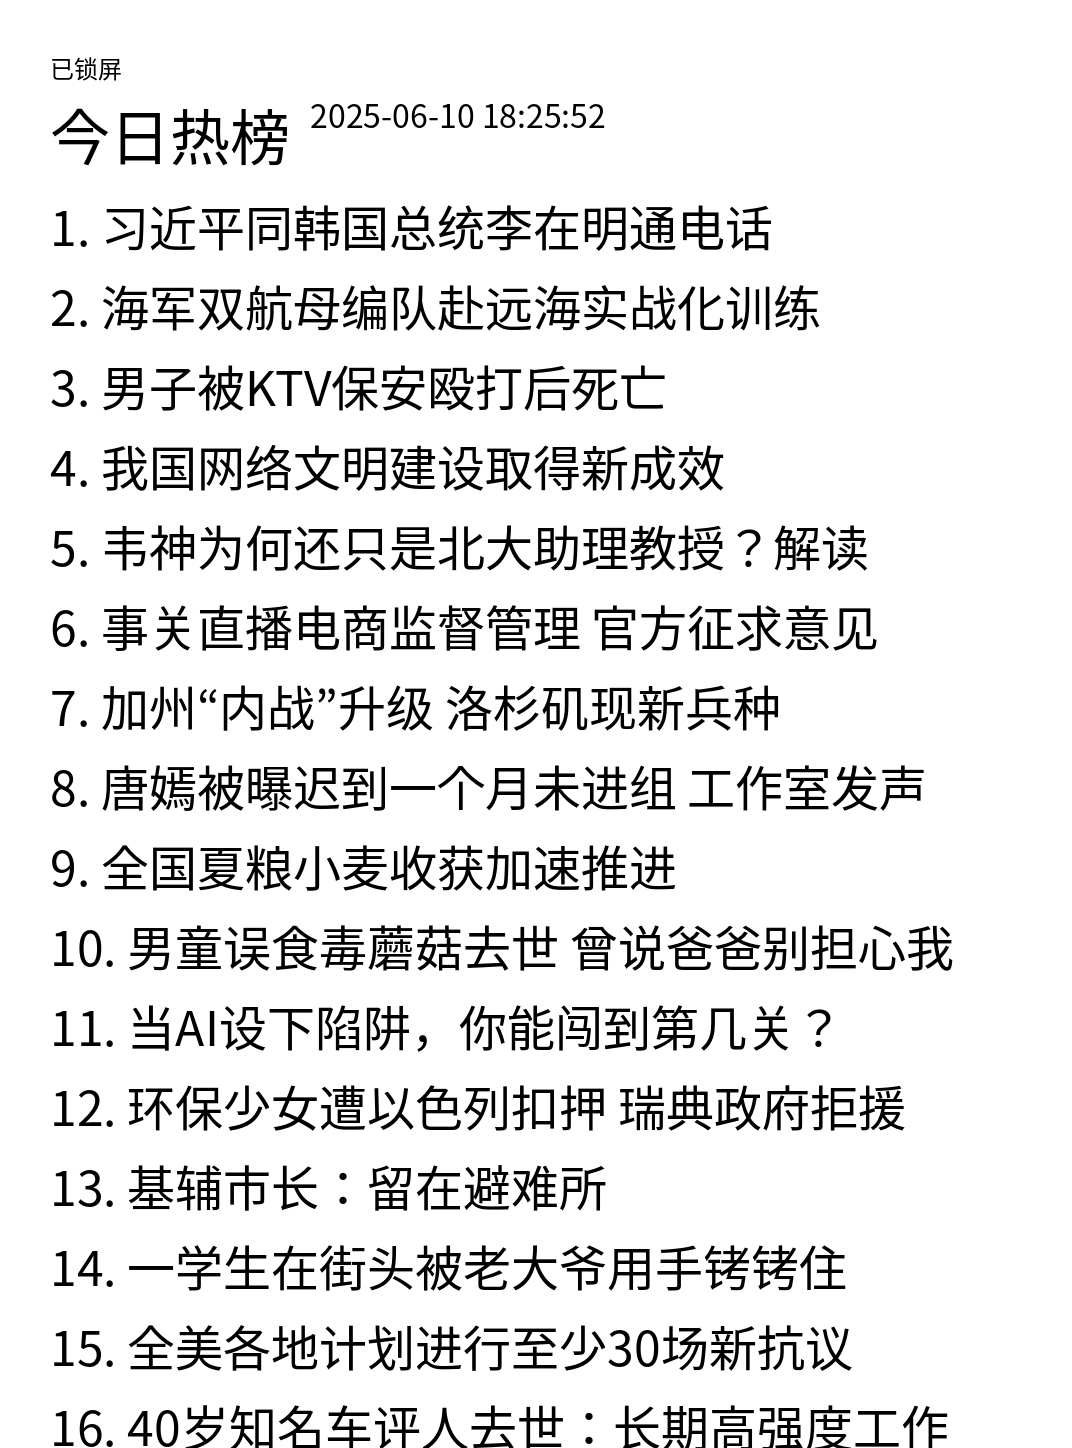 已锁屏
今日热榜 2025-06-10 18:25:52
1. 习近平同韩国总统李在明通电话
2. 海军双航母编队赴远海实战化训练
3. 男子被KTV保安殴打后死亡
4. 我国网络文明建设取得新成效
5. 韦神为何还只是北大助理教授？解读
6. 事关直播电商监督管理 官方征求意见
7. 加州“内战”升级 洛杉矶现新兵种
8. 唐嫣被曝迟到一个月未进组 工作室发声
9. 全国夏粮小麦收获加速推进
10. 男童误食毒蘑菇去世 曾说爸爸别担心我
11. 当AI设下陷阱，你能闯到第几关？
12. 环保少女遭以色列扣押 瑞典政府拒援
13. 基辅市长：留在避难所
14. 一学生在街头被老大爷用手铐铐住
15. 全美各地计划进行至少30场新抗议
16. 40岁知名车评人去世：长期高强度工作